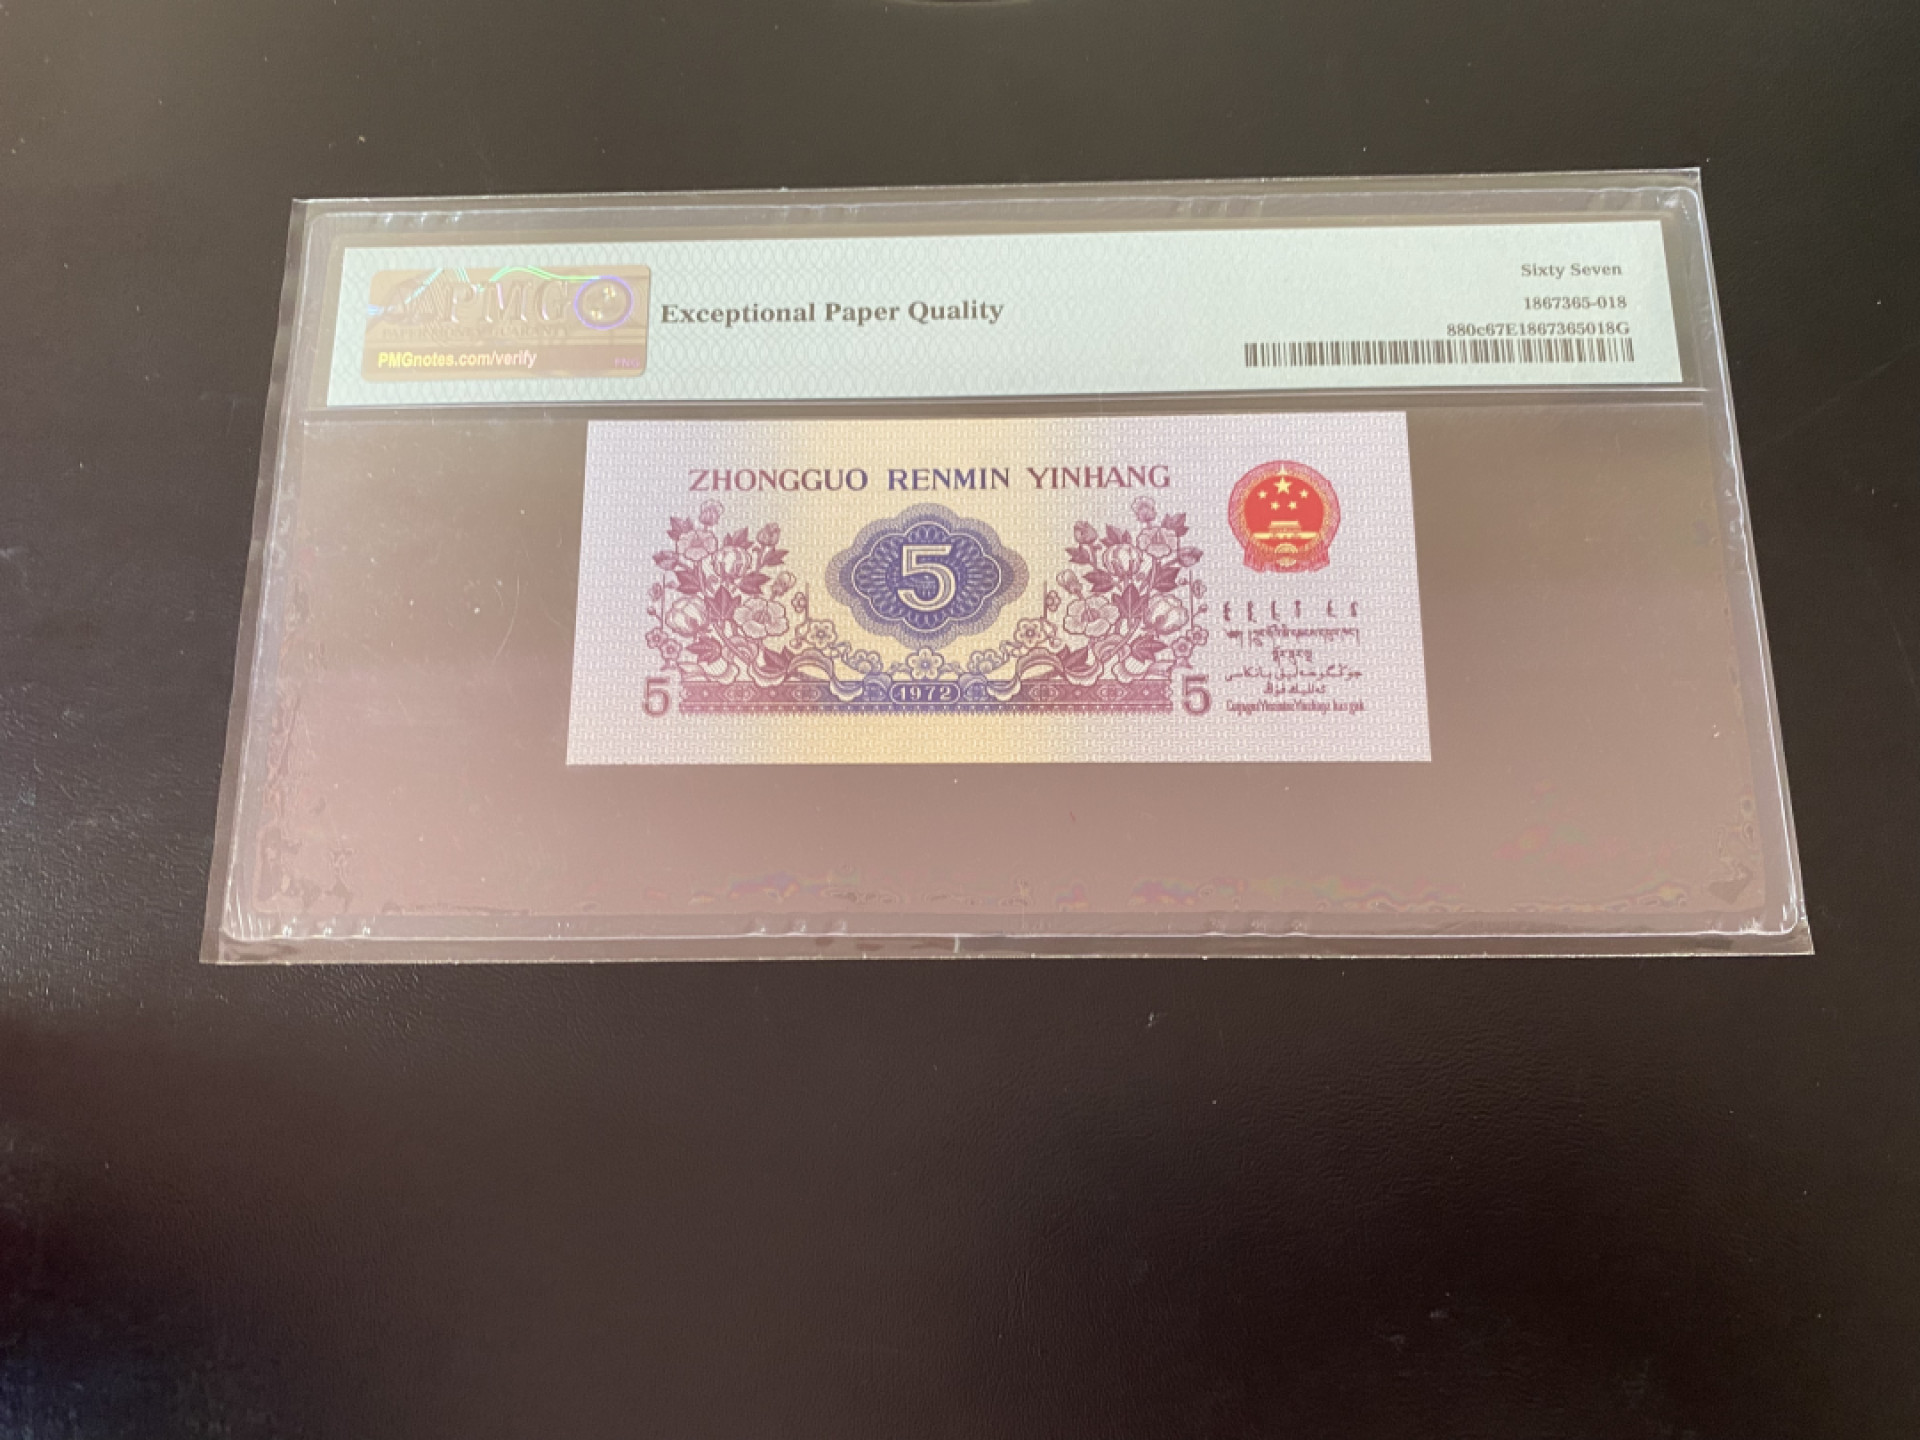 PMG
PMGnotes.com/verify
PMG
Exceptional Paper Quality
Sixty Seven
1867365-018
880c67E1867365018G
ZHONGGUO RENMIN YINHANG
5
5
1972
5